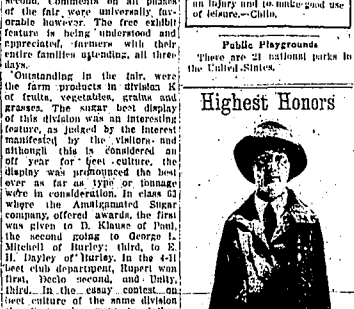 second. Comments on all phases
of the fair were universally fav-
orable however. The free exhibit
feature is being understood and
appreciated, farmers with their
entire families attending, all three
days.
Outstanding in the fair, were
the farm products in division K
of fruits, vegetables, grains and
grasses. The sugar beet display
of this division was an interesting
feature, as judged by the interest
manifested by the visitors and
although this is considered an
off year for beet culture, the
display was pronounced the best
ever as far as type or tonnage
were in consideration. In class 63
where the Amalgamated Sugar
company, offered awards, the first
was given to D. Klause of Paul,
the second going to George L.
Mitchell of Burley; third, to E.
H. Dayley of Burley. In the 4-H
beet club department, Rupert won
first, Declo second, and Unity,
third. In the essay contest on
beet culture of the same division
an injury and to make good use
of leisure.—Child.
Public Playgrounds
There are 21 national parks in
the United States.
Highest Honors